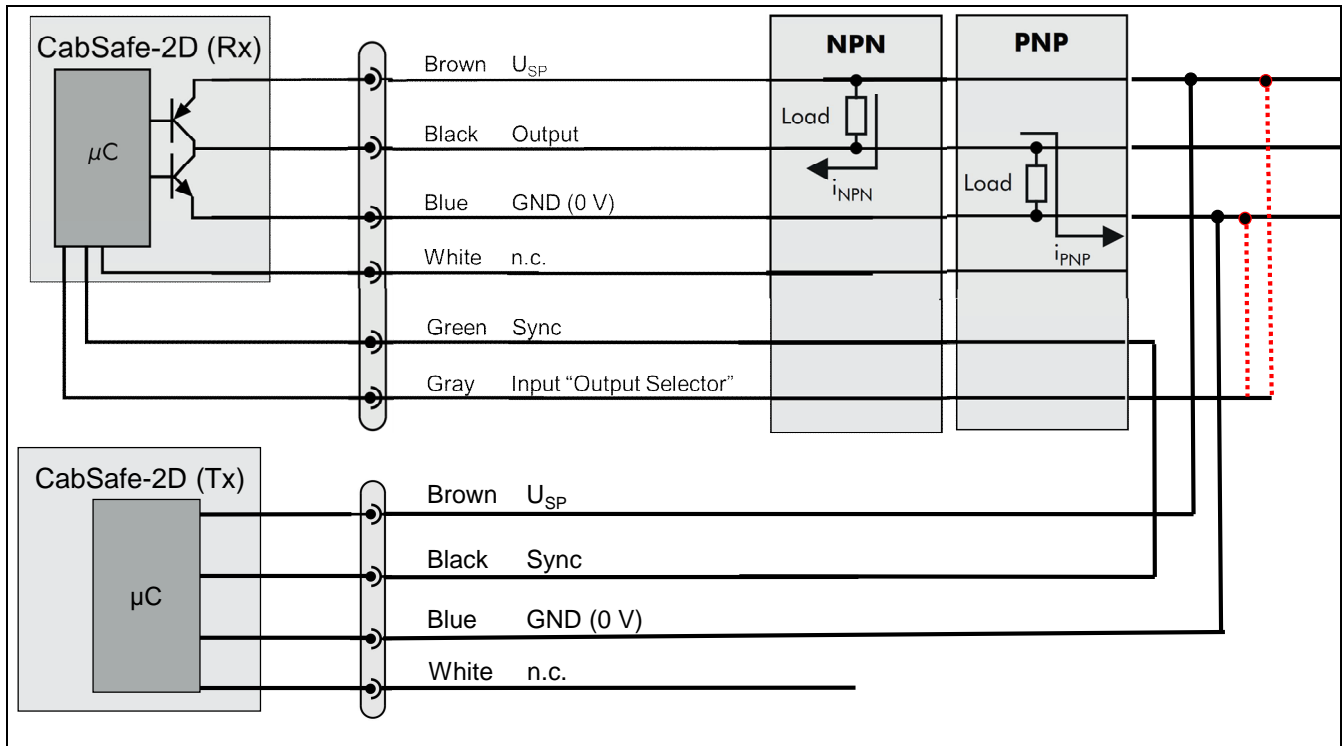 CabSafe-2D (Rx)
NPN
PNP
µC
Brown U_SP
Load
Black Output
i_NPN
Load
Blue GND (0 V)
i_PNP
White n.c.
Green Sync
Gray Input “Output Selector”
CabSafe-2D (Tx)
µC
Brown U_SP
Black Sync
Blue GND (0 V)
White n.c.